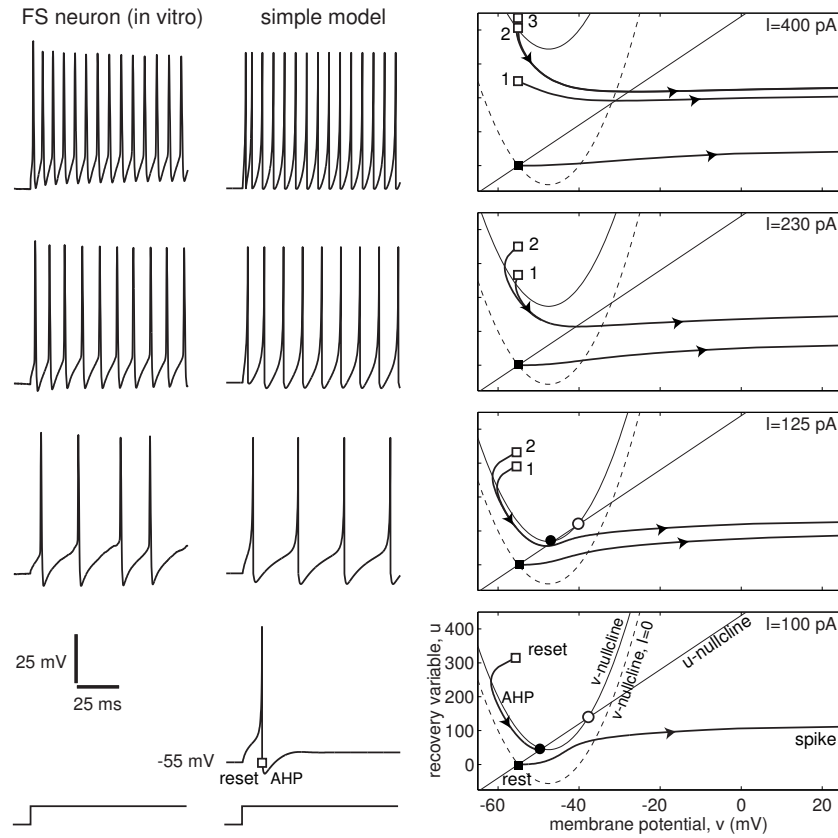 FS neuron (in vitro)
simple model
3
2
1
I=400 pA
2
1
I=230 pA
2
1
I=125 pA
25 mV
25 ms
-55 mV
reset
AHP
recovery variable, u
400
300
200
100
0
reset
AHP
rest
v-nullcline
v-nullcline, I=0
u-nullcline
I=100 pA
spike
-60
-40
-20
0
20
membrane potential, v (mV)